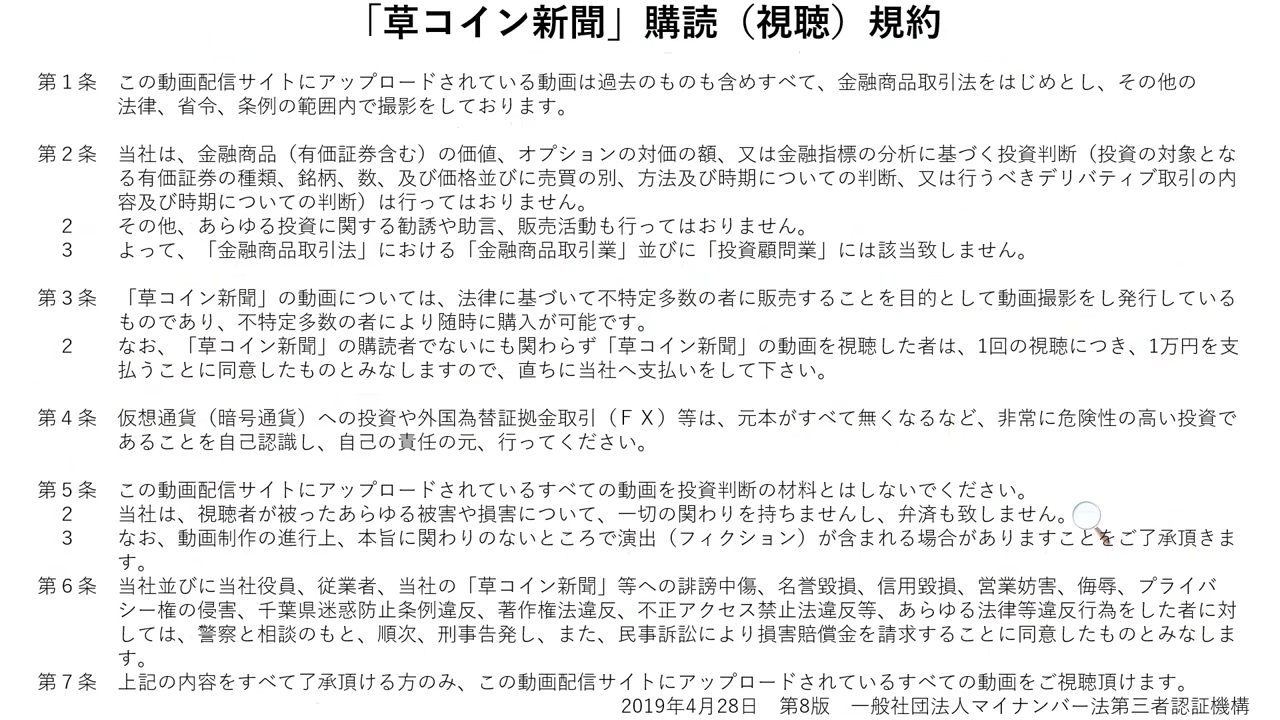 「草コイン新聞」購読（視聴）規約
第１条　この動画配信サイトにアップロードされている動画は過去のものも含めすべて、金融商品取引法をはじめとし、その他の
法律、省令、条例の範囲内で撮影をしております。
第２条　当社は、金融商品（有価証券含む）の価値、オプションの対価の額、又は金融指標の分析に基づく投資判断（投資の対象とな
る有価証券の種類、銘柄、数、及び価格並びに売買の別、方法及び時期についての判断、又は行うべきデリバティブ取引の内
容及び時期についての判断）は行ってはおりません。
２　その他、あらゆる投資に関する勧誘や助言、販売活動も行ってはおりません。
３　よって、「金融商品取引法」における「金融商品取引業」並びに「投資顧問業」には該当致しません。
第３条　「草コイン新聞」の動画については、法律に基づいて不特定多数の者に販売することを目的として動画撮影をし発行している
ものであり、不特定多数の者により随時に購入が可能です。
２　なお、「草コイン新聞」の購読者でないにも関わらず「草コイン新聞」の動画を視聴した者は、1回の視聴につき、1万円を支
払うことに同意したものとみなしますので、直ちに当社へ支払いをして下さい。
第４条　仮想通貨（暗号通貨）への投資や外国為替証拠金取引（ＦＸ）等は、元本がすべて無くなるなど、非常に危険性の高い投資で
あることを自己認識し、自己の責任の元、行ってください。
第５条　この動画配信サイトにアップロードされているすべての動画を投資判断の材料とはしないでください。
２　当社は、視聴者が被ったあらゆる被害や損害について、一切の関わりを持ちませんし、弁済も致しません。
３　なお、動画制作の進行上、本旨に関わりのないところで演出（フィクション）が含まれる場合がありますことをご了承頂きま
す。
第６条　当社並びに当社役員、従業者、当社の「草コイン新聞」等への誹謗中傷、名誉毀損、信用毀損、営業妨害、侮辱、プライバ
シー権の侵害、千葉県迷惑防止条例違反、著作権法違反、不正アクセス禁止法違反等、あらゆる法律等違反行為をした者に対
しては、警察と相談のもと、順次、刑事告発し、また、民事訴訟により損害賠償金を請求することに同意したものとみなしま
す。
第７条　上記の内容をすべて了承頂ける方のみ、この動画配信サイトにアップロードされているすべての動画をご視聴頂けます。
2019年4月28日　第8版　一般社団法人マイナンバー法第三者認証機構